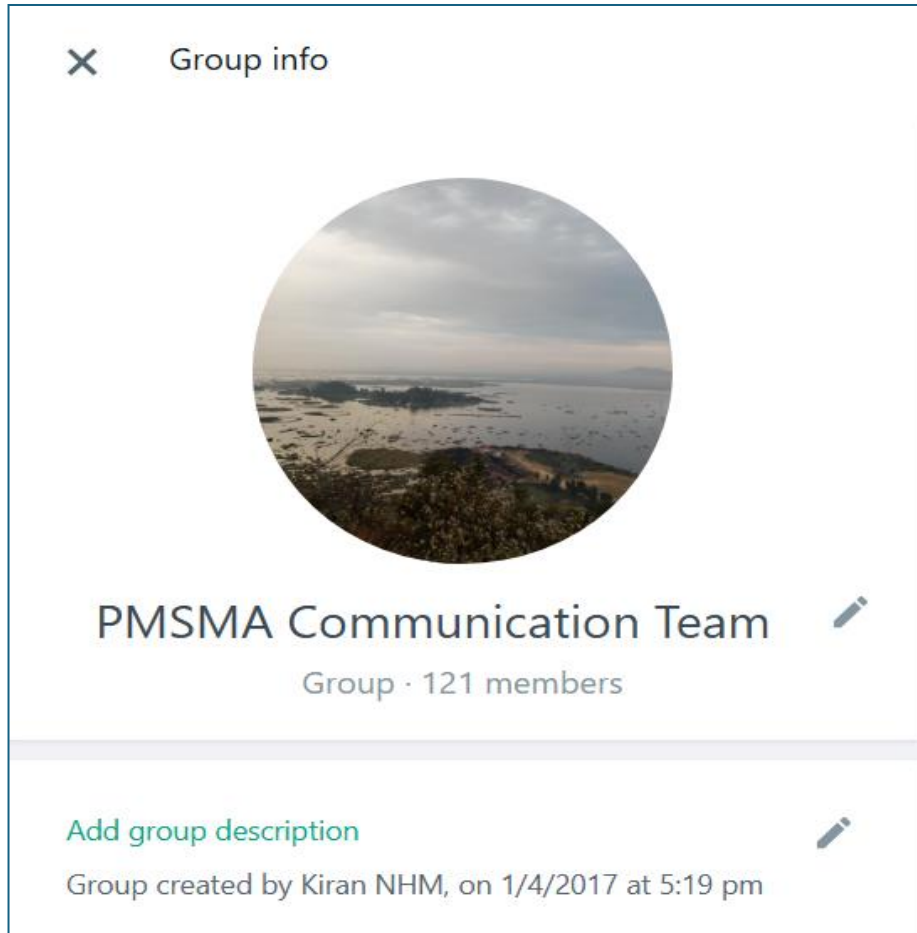 Group info
PMSMA Communication Team
Group · 121 members
Add group description
Group created by Kiran NHM, on 1/4/2017 at 5:19 pm